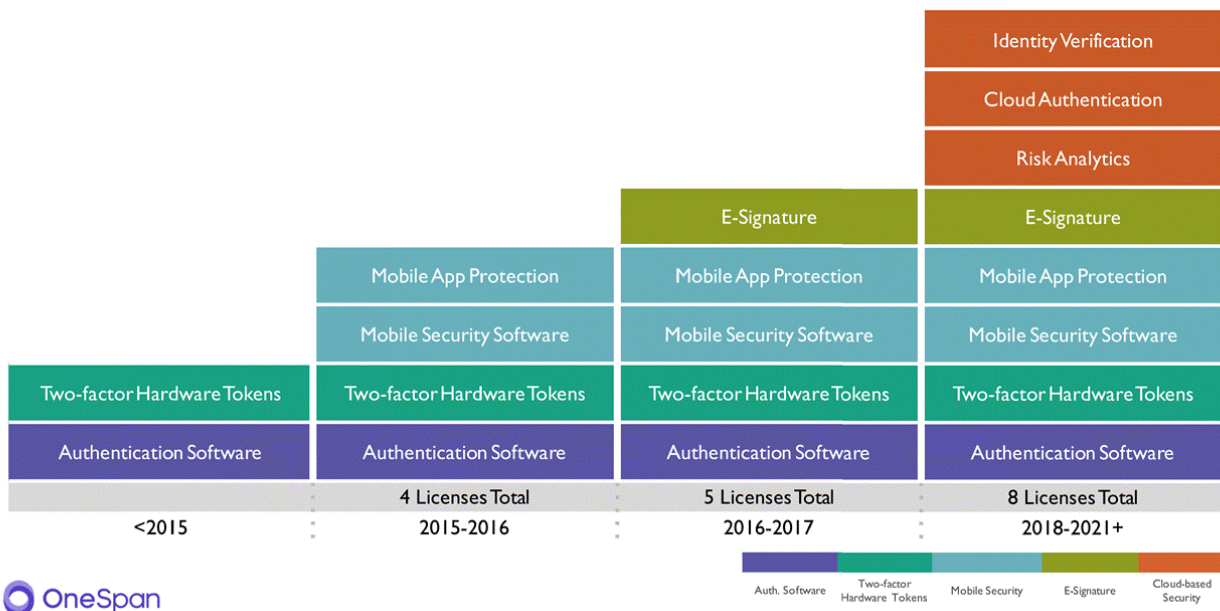 Identity Verification
Cloud Authentication
Risk Analytics
E-Signature E-Signature
Mobile App Protection Mobile App Protection Mobile App Protection
Mobile Security Software Mobile Security Software Mobile Security Software
Two-factor Hardware Tokens Two-factor Hardware Tokens Two-factor Hardware Tokens Two-factor Hardware Tokens
Authentication Software Authentication Software Authentication Software Authentication Software
4 Licenses Total 5 Licenses Total 8 Licenses Total
<2015 2015-2016 2016-2017 2018-2021+
Auth. Software Two-factor Hardware Tokens Mobile Security E-Signature Cloud-based Security
OneSpan